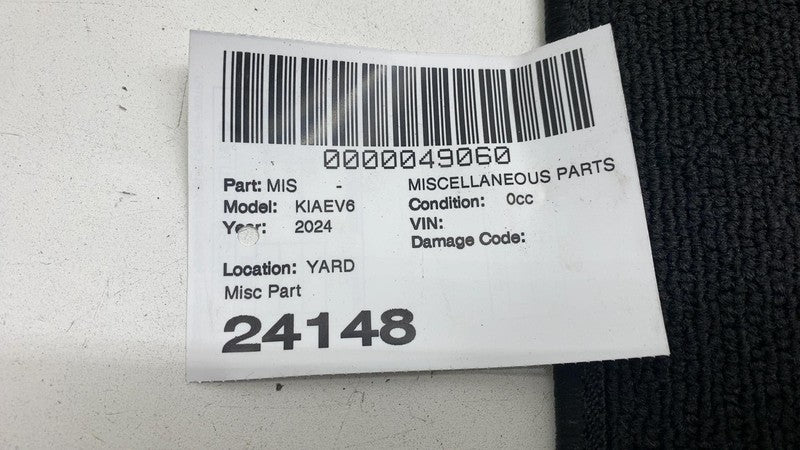 0000049060
Part: MIS - MISCELLANEOUS PARTS
Model: KIAEV6 Condition: 0cc
Year: 2024 VIN:
Damage Code:
Location: YARD
Misc Part
24148